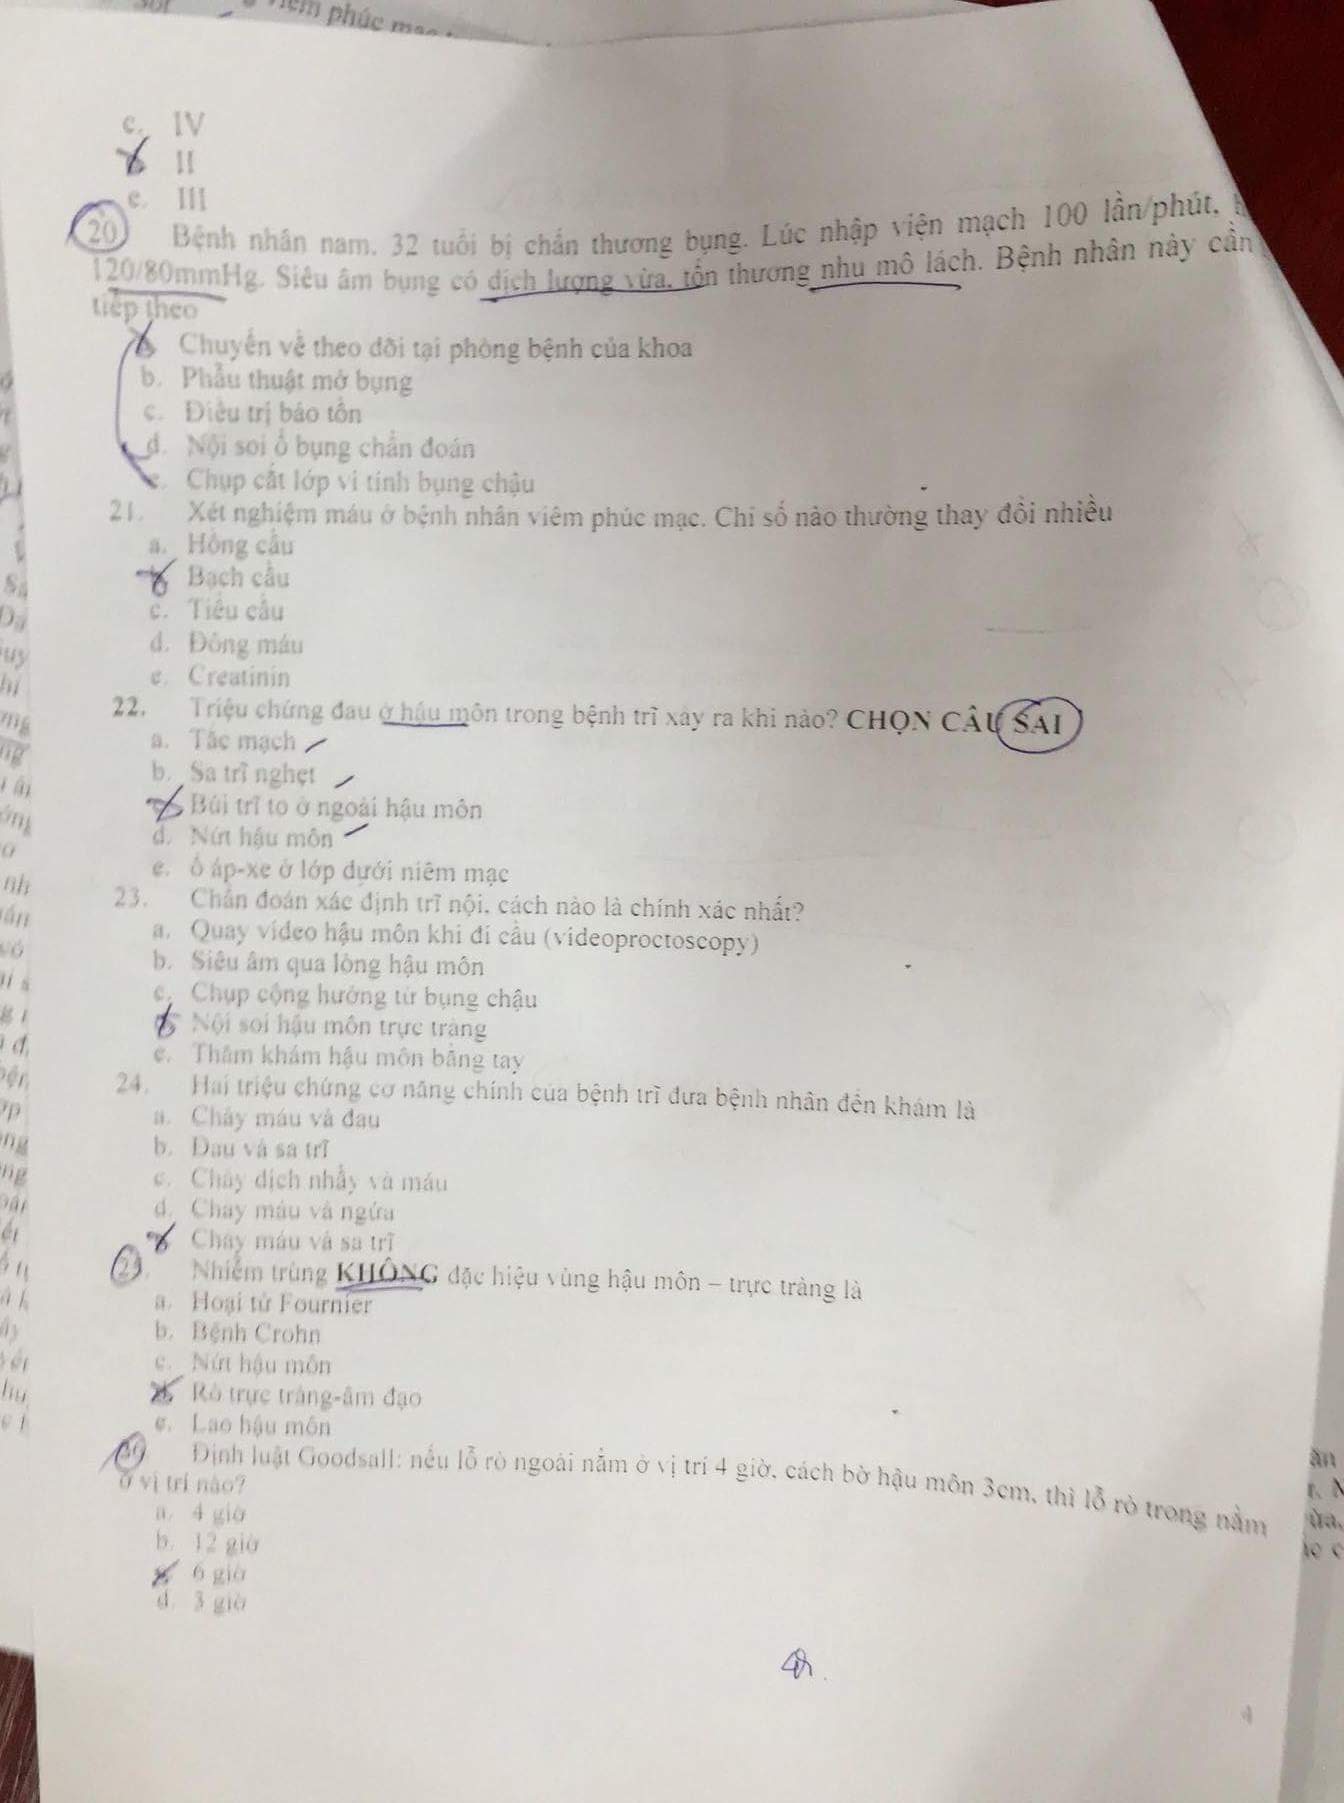 phúc
c. IV
II
e. III
20 Bệnh nhân nam, 32 tuổi bị chấn thương bụng. Lúc nhập viện mạch 100 lần/phút,
120/80mmHg. Siêu âm bụng có dịch lượng vừa, tổn thương nhu mô lách. Bệnh nhân này cần
tiếp theo
Chuyển về theo dõi tại phòng bệnh của khoa
b. Phẫu thuật mở bụng
c. Điều trị bảo tồn
d. Nội soi ổ bụng chẩn đoán
e. Chụp cắt lớp vi tính bụng chậu
21. Xét nghiệm máu ở bệnh nhân viêm phúc mạc. Chỉ số nào thường thay đổi nhiều
a. Hồng cầu
Bạch cầu
c. Tiểu cầu
d. Đông máu
e. Creatinin
22. Triệu chứng đau ở hậu môn trong bệnh trĩ xảy ra khi nào? CHỌN CÂU SAI
a. Tắc mạch
b. Sa trĩ nghẹt
Búi trĩ to ở ngoài hậu môn
d. Nứt hậu môn
e. ổ áp-xe ở lớp dưới niêm mạc
23. Chẩn đoán xác định trĩ nội, cách nào là chính xác nhất?
a. Quay video hậu môn khi đi cầu (videoproctoscopy)
b. Siêu âm qua lòng hậu môn
c. Chụp cộng hưởng từ bụng chậu
Nội soi hậu môn trực tràng
e. Thăm khám hậu môn bằng tay
24. Hai triệu chứng cơ năng chính của bệnh trĩ đưa bệnh nhân đến khám là
a. Chảy máu và đau
b. Đau và sa trĩ
c. Chảy dịch nhầy và máu
d. Chảy máu và ngứa
Chảy máu và sa trĩ
25. Nhiễm trùng KHÔNG đặc hiệu vùng hậu môn – trực tràng là
a. Hoại tử Fournier
b. Bệnh Crohn
c. Nứt hậu môn
Rò trực tràng-âm đạo
e. Lao hậu môn
Định luật Goodsall: nếu lỗ rò ngoài nằm ở vị trí 4 giờ, cách bờ hậu môn 3cm, thì lỗ rò trong nằm
ở vị trí nào?
a. 4 giờ
b. 12 giờ
6 giờ
d. 3 giờ
4